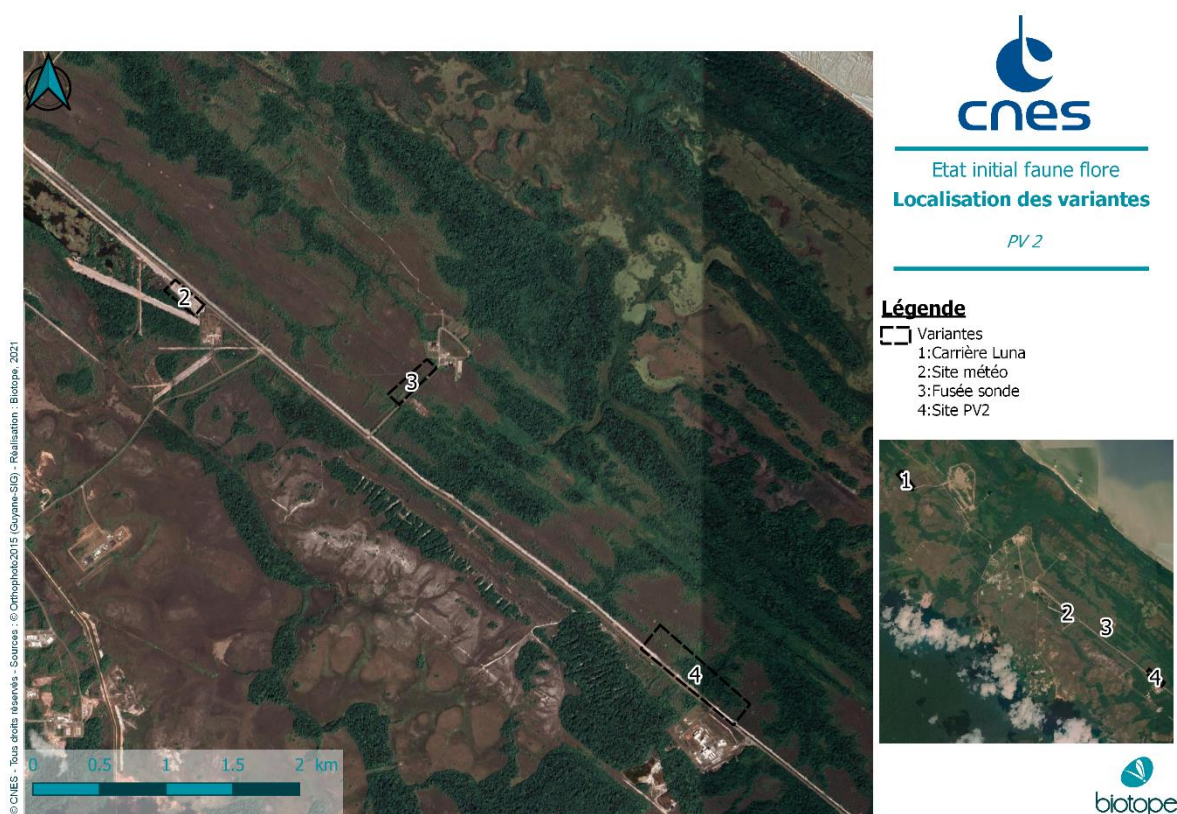 cnes
Etat initial faune flore
Localisation des variantes
PV 2
Légende
Variantes
1:Carrière Luna
2:Site météo
3:Fusée sonde
4:Site PV2
2
3
4
0 0.5 1 1.5 2 km
1
2
3
4
© CNES - Tous droits réservés - Sources : © Orthophoto2015 (Guyane-SIG) - Réalisation : Biotope, 2021
biotope